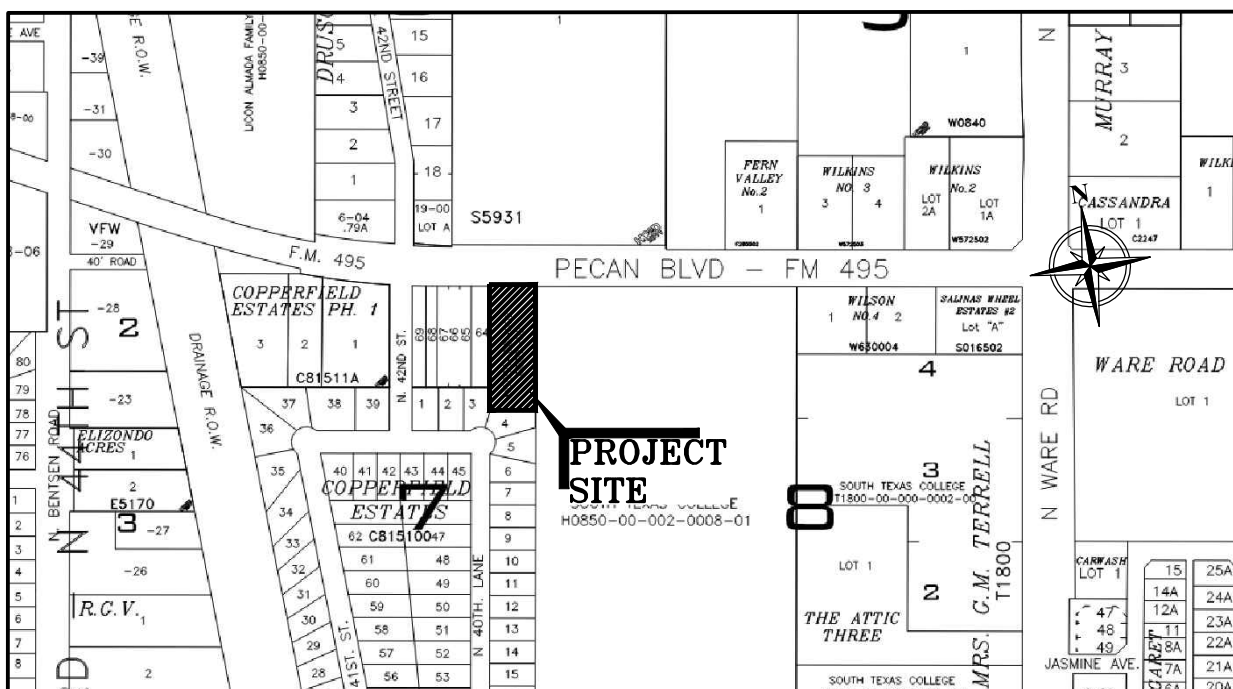 E AVE
-39
-31
-30
8-00
GE R.O.W.
LICON ALMADA FAMILY
H0850-00-
DRUS
5
4
3
2
1
6-04
.79A
42ND STREET
15
16
17
18
19-00
LOT A
S5931
1
1
W0840
FERN
VALLEY
No.2
1
WILKINS
NO. 3
3
4
WILKINS
No.2
LOT
2A
LOT
1A
W572502
N
MURRAY
3
2
CASSANDRA
LOT 1
C2247
WILK
1
N
VFW
-29
40' ROAD
F.M. 495
PECAN BLVD - FM 495
-06
-28
2
COPPERFIELD
ESTATES PH. 1
3
2
1
C81511A
N. 42ND ST.
69
68
67
66
65
64
WILSON
NO.4
1
2
W630004
SALINAS WHEEL
ESTATES #2
Lot "A"
S016502
WARE ROAD
LOT 1
80
79
78
77
76
-23
ELIZONDO
ACRES
1
2
E5170
3
-27
-26
R.G.V.
1
2
N. BENTSEN ROAD
N 44TH ST
D
DRAINAGE R.O.W.
37
38
39
1
2
3
4
5
36
35
34
33
32
31
30
29
28
40
41
42
43
44
45
COPPERFIELD
ESTATES
7
62
C815100
47
61
48
60
49
59
50
58
51
57
52
56
53
41ST. ST.
N 40TH. LANE
6
7
8
9
10
11
12
13
14
15
PROJECT
SITE
SOUTH TEXAS COLLEGE
H0850-00-002-0008-01
8
4
3
SOUTH TEXAS COLLEGE
T1800-00-000-0002-00
LOT 1
2
THE ATTIC
THREE
SOUTH TEXAS COLLEGE
MRS. G.M. TERRELL
T1800
N WARE RD
CARWASH
LOT 1
47
48
49
JASMINE AVE.
GARET
15
14A
12A
11
8A
7A
6A
25A
24A
23A
22A
21A
20A
1
2
3
4
5
6
7
8